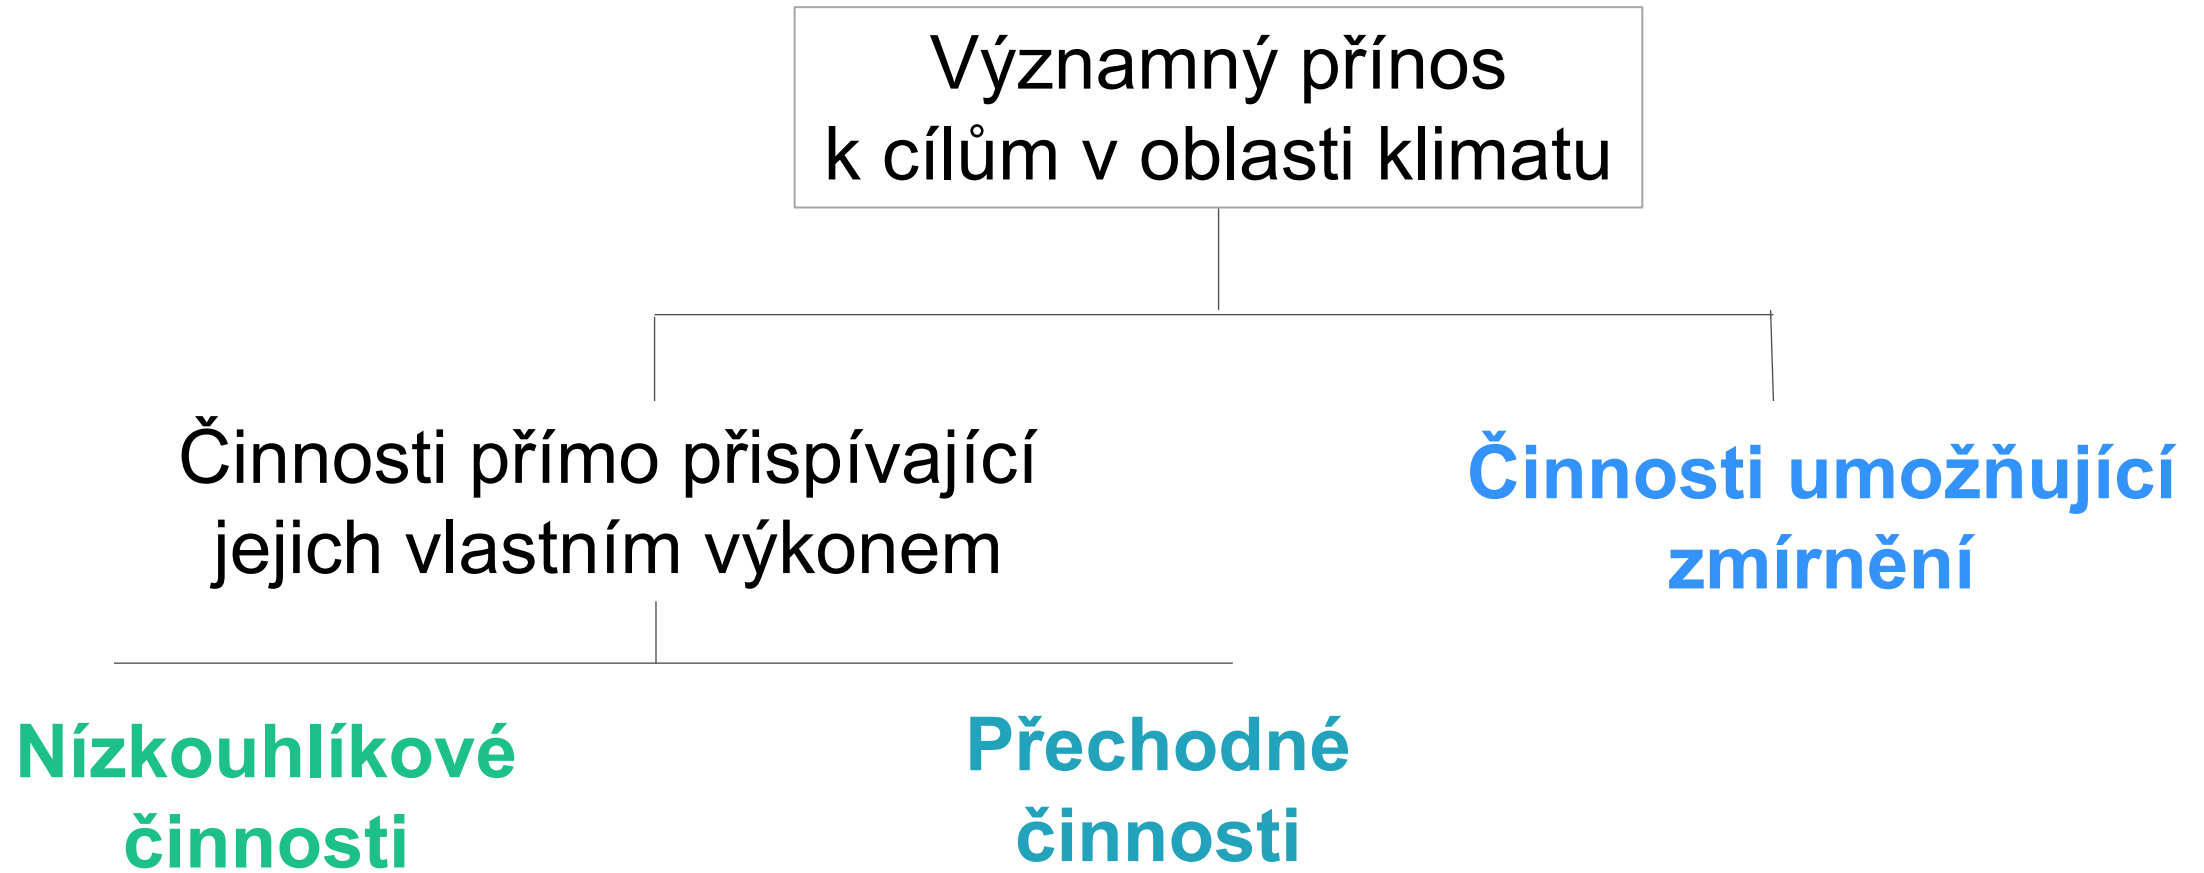 Významný přínos
k cílům v oblasti klimatu
Činnosti přímo přispívající
jejich vlastním výkonem
Činnosti umožňující
zmírnění
Nízkouhlíkové
činnosti
Přechodné
činnosti